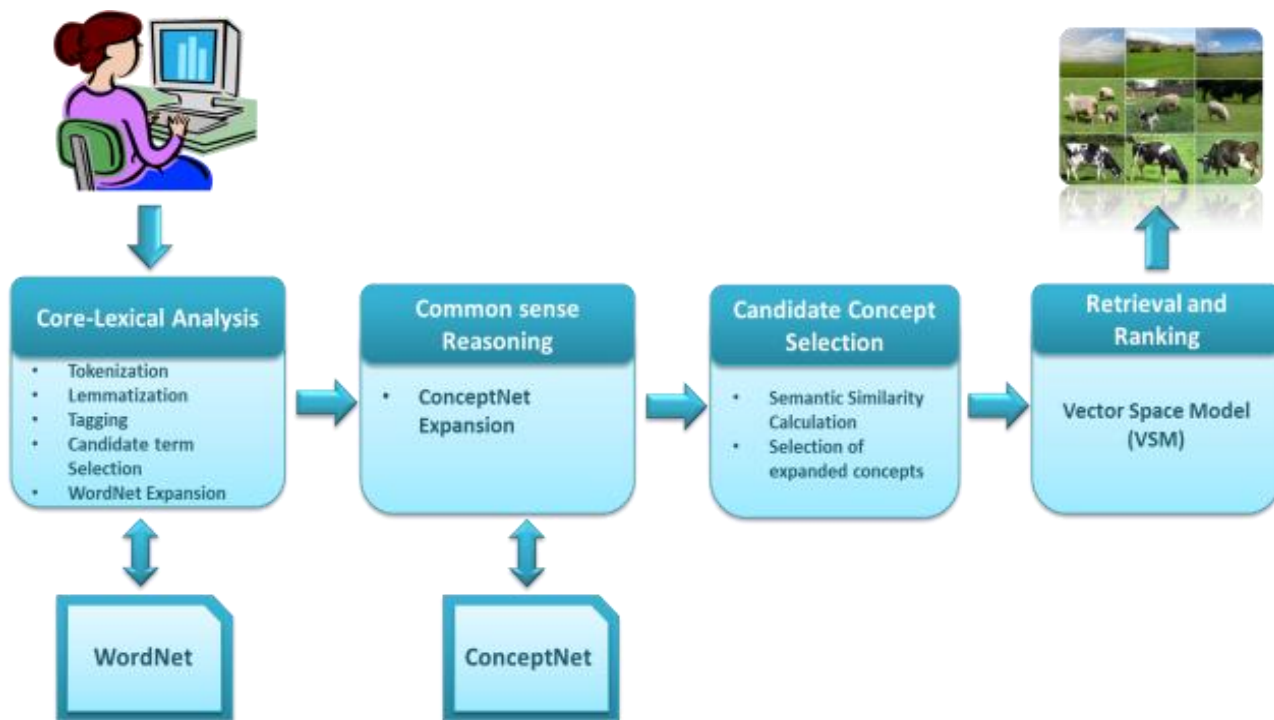 Core-Lexical Analysis
• Tokenization
• Lemmatization
• Tagging
• Candidate term
Selection
• WordNet Expansion
Common sense
Reasoning
• ConceptNet
Expansion
Candidate Concept
Selection
• Semantic Similarity
Calculation
• Selection of
expanded concepts
Retrieval and
Ranking
Vector Space Model
(VSM)
WordNet
ConceptNet